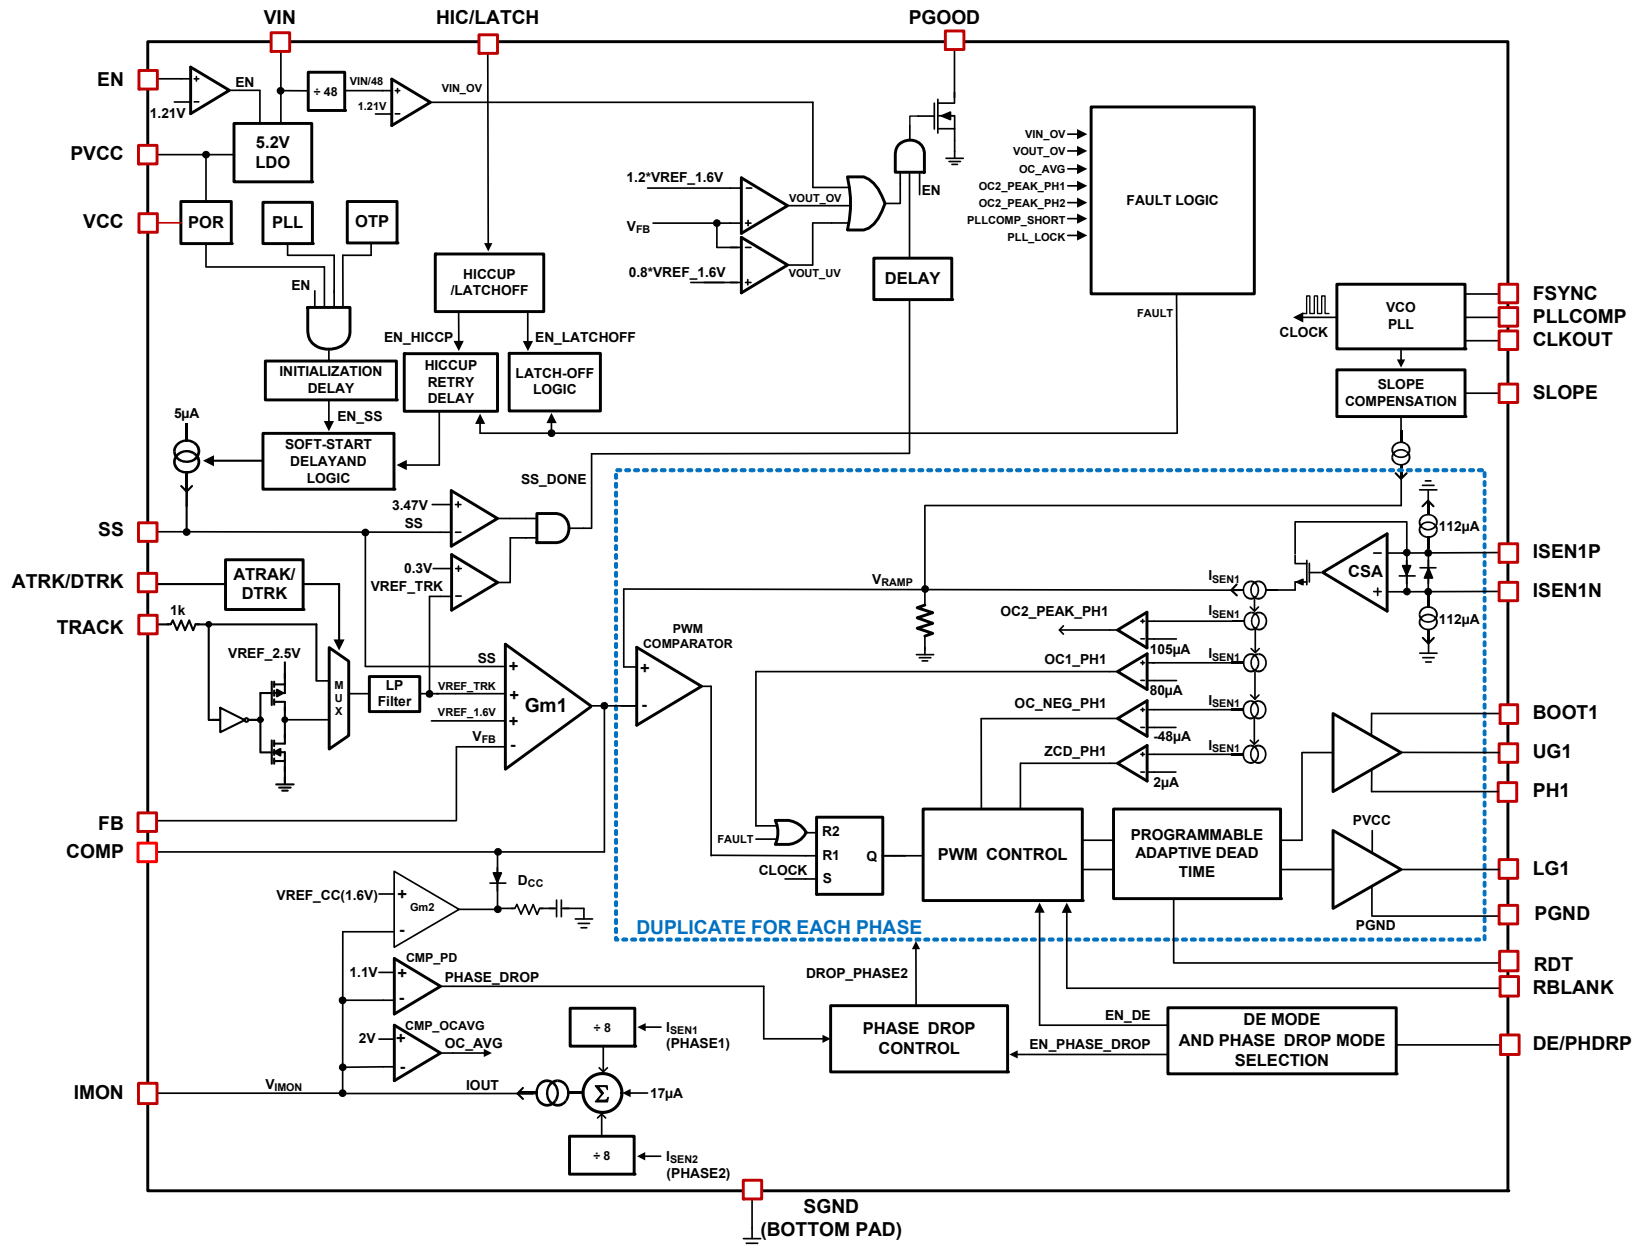 VIN
HIC/LATCH
PGOOD
EN
+
−
1.21V
EN
÷ 48
VIN/48
1.21V
+
−
VIN_OV
5.2V
LDO
PVCC
VCC
POR
PLL
OTP
EN
INITIALIZATION
DELAY
EN_SS
5µA
SOFT-START
DELAYAND
LOGIC
HICCUP
/LATCHOFF
EN_HICCP
EN_LATCHOFF
HICCUP
RETRY
DELAY
LATCH-OFF
LOGIC
1.2*VREF_1.6V
VFB
0.8*VREF_1.6V
−
+
−
+
VOUT_OV
VOUT_UV
EN
DELAY
VIN_OV
VOUT_OV
OC_AVG
OC2_PEAK_PH1
OC2_PEAK_PH2
PLLCOMP_SHORT
PLL_LOCK
FAULT LOGIC
FAULT
CLOCK
VCO
PLL
FSYNC
PLLCOMP
CLKOUT
SLOPE
COMPENSATION
SLOPE
SS
3.47V
SS
+
−
0.3V
VREF_TRK
+
−
SS_DONE
ATRK/DTRK
ATRAK/
DTRK
TRACK
1k
VREF_2.5V
M
U
X
LP
Filter
SS
VREF_TRK
VREF_1.6V
VFB
+
+
+
-
Gm1
PWM
COMPARATOR
+
-
VRAMP
112µA
CSA
−
+
112µA
ISEN1P
ISEN1N
ISEN1
ISEN1
ISEN1
ISEN1
ISEN1
OC2_PEAK_PH1
+
−
105µA
OC1_PH1
+
−
80µA
OC_NEG_PH1
+
−
-48µA
ZCD_PH1
+
−
2µA
BOOT1
UG1
PH1
FB
COMP
FAULT
CLOCK
R2
R1
S
Q
PWM CONTROL
PROGRAMMABLE
ADAPTIVE DEAD
TIME
PVCC
PGND
LG1
PGND
DUPLICATE FOR EACH PHASE
VREF_CC(1.6V)
+
-
Gm2
DCC
1.1V
+
-
CMP_PD
PHASE_DROP
2V
+
-
CMP_OCAVG
OC_AVG
RDT
RBLANK
DROP_PHASE2
PHASE DROP
CONTROL
EN_DE
EN_PHASE_DROP
DE MODE
AND PHASE DROP MODE
SELECTION
DE/PHDRP
÷ 8
ISEN1
(PHASE1)
IMON
VIMON
IOUT
Σ
17µA
÷ 8
ISEN2
(PHASE2)
SGND
(BOTTOM PAD)